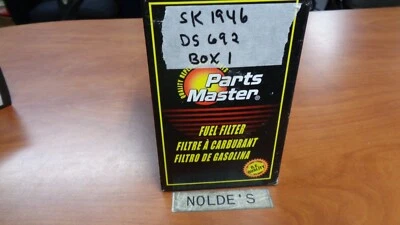 SK 1946
DS 692
BOX 1
Parts
Master®
FUEL FILTER
FILTRE À CARBURANT
FILTRO DE GASOLINA
NOLDE'S